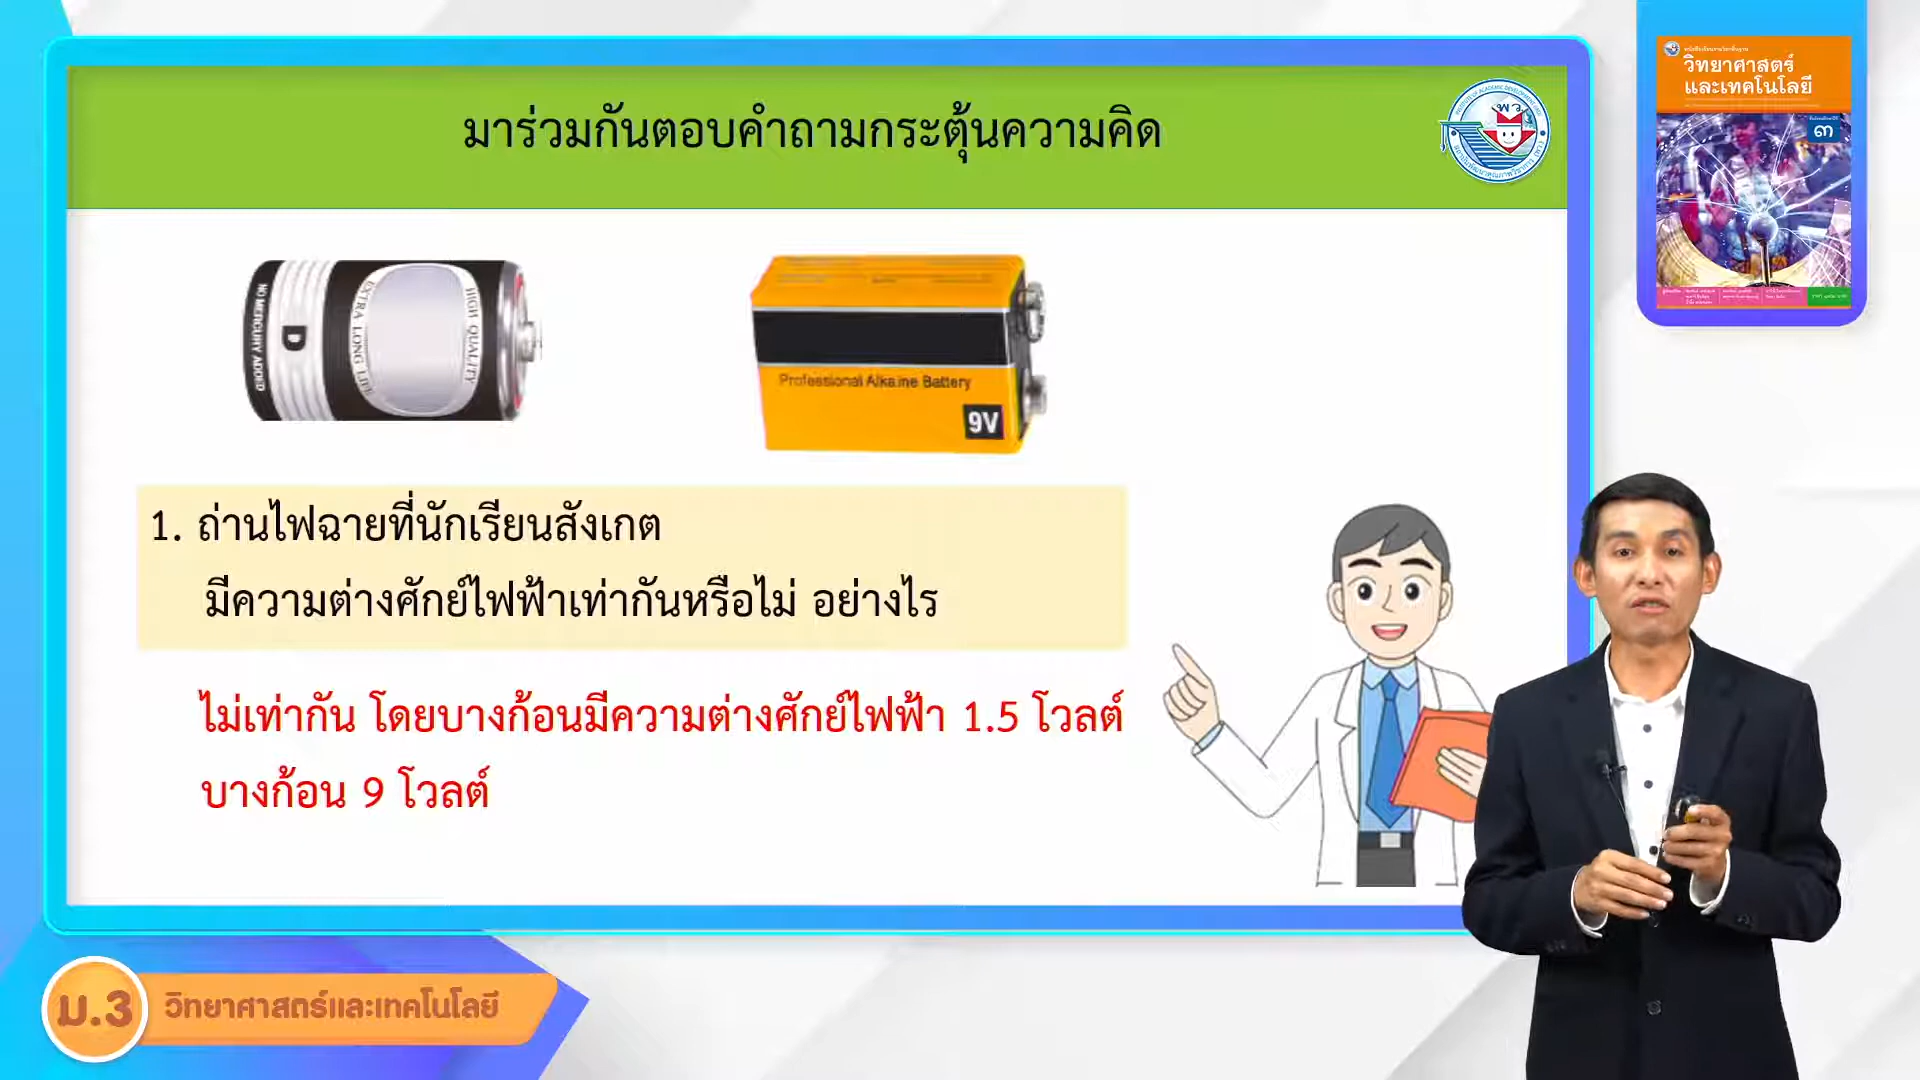 มาร่วมกันตอบคำถามกระตุ้นความคิด
วิทยาศาสตร์
และเทคโนโลยี
๓
NO MERCURY ADDED
D
EXTRA LONG LIFE
HIGH QUALITY
Professional Alkaline Battery
9V
1. ถ่านไฟฉายที่นักเรียนสังเกต
มีความต่างศักย์ไฟฟ้าเท่ากันหรือไม่ อย่างไร
ไม่เท่ากัน โดยบางก้อนมีความต่างศักย์ไฟฟ้า 1.5 โวลต์
บางก้อน 9 โวลต์
ม.3 วิทยาศาสตร์และเทคโนโลยี